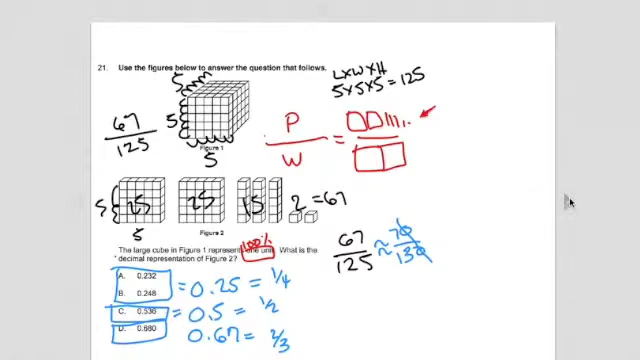 21. Use the figures below to answer the question that follows.
5
5
5
Figure 1
67
125
LxWxH
5x5x5=125
P
W
=
5
5
25
25
15
2 = 67
Figure 2
The large cube in Figure 1 represents one unit. What is the
decimal representation of Figure 2?
100%
A. 0.232
B. 0.248
C. 0.536
D. 0.680
= 0.25 = 1/4
= 0.5 = 1/2
0.67 = 2/3
67
125
≈
70
130